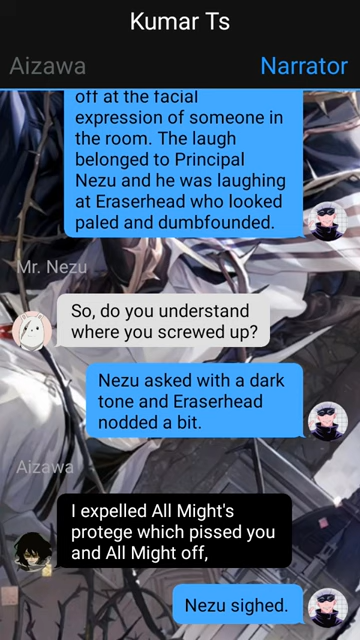 Kumar Ts
Aizawa
Narrator
off at the facial
expression of someone in
the room. The laugh
belonged to Principal
Nezu and he was laughing
at Eraserhead who looked
paled and dumbfounded.
Mr. Nezu
So, do you understand
where you screwed up?
Nezu asked with a dark
tone and Eraserhead
nodded a bit.
Aizawa
I expelled All Might's
protege which pissed you
and All Might off,
Nezu sighed.